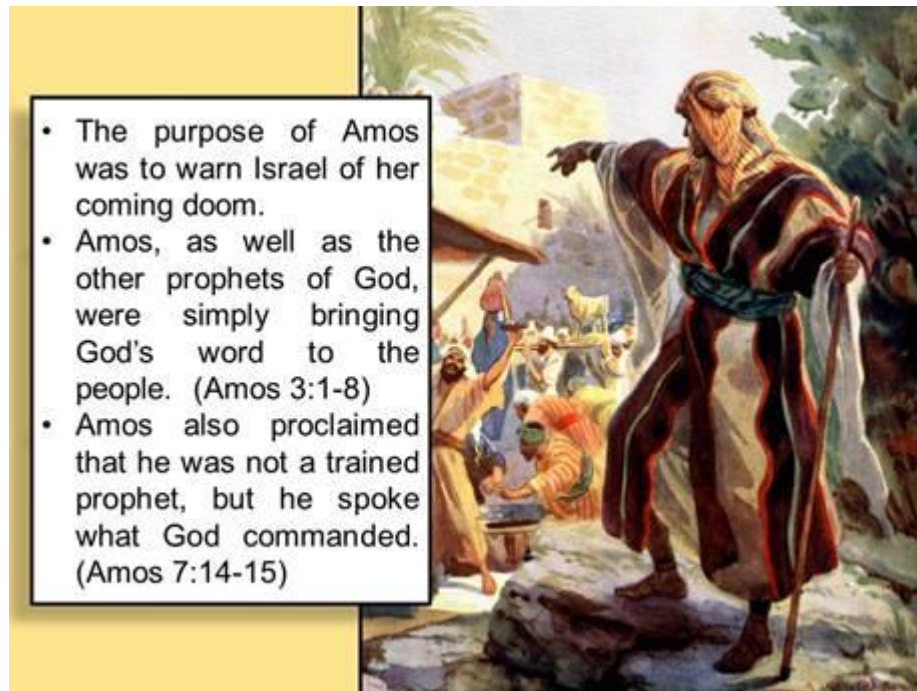 • The purpose of Amos
was to warn Israel of her
coming doom.
• Amos, as well as the
other prophets of God,
were simply bringing
God's word to the
people. (Amos 3:1-8)
• Amos also proclaimed
that he was not a trained
prophet, but he spoke
what God commanded.
(Amos 7:14-15)